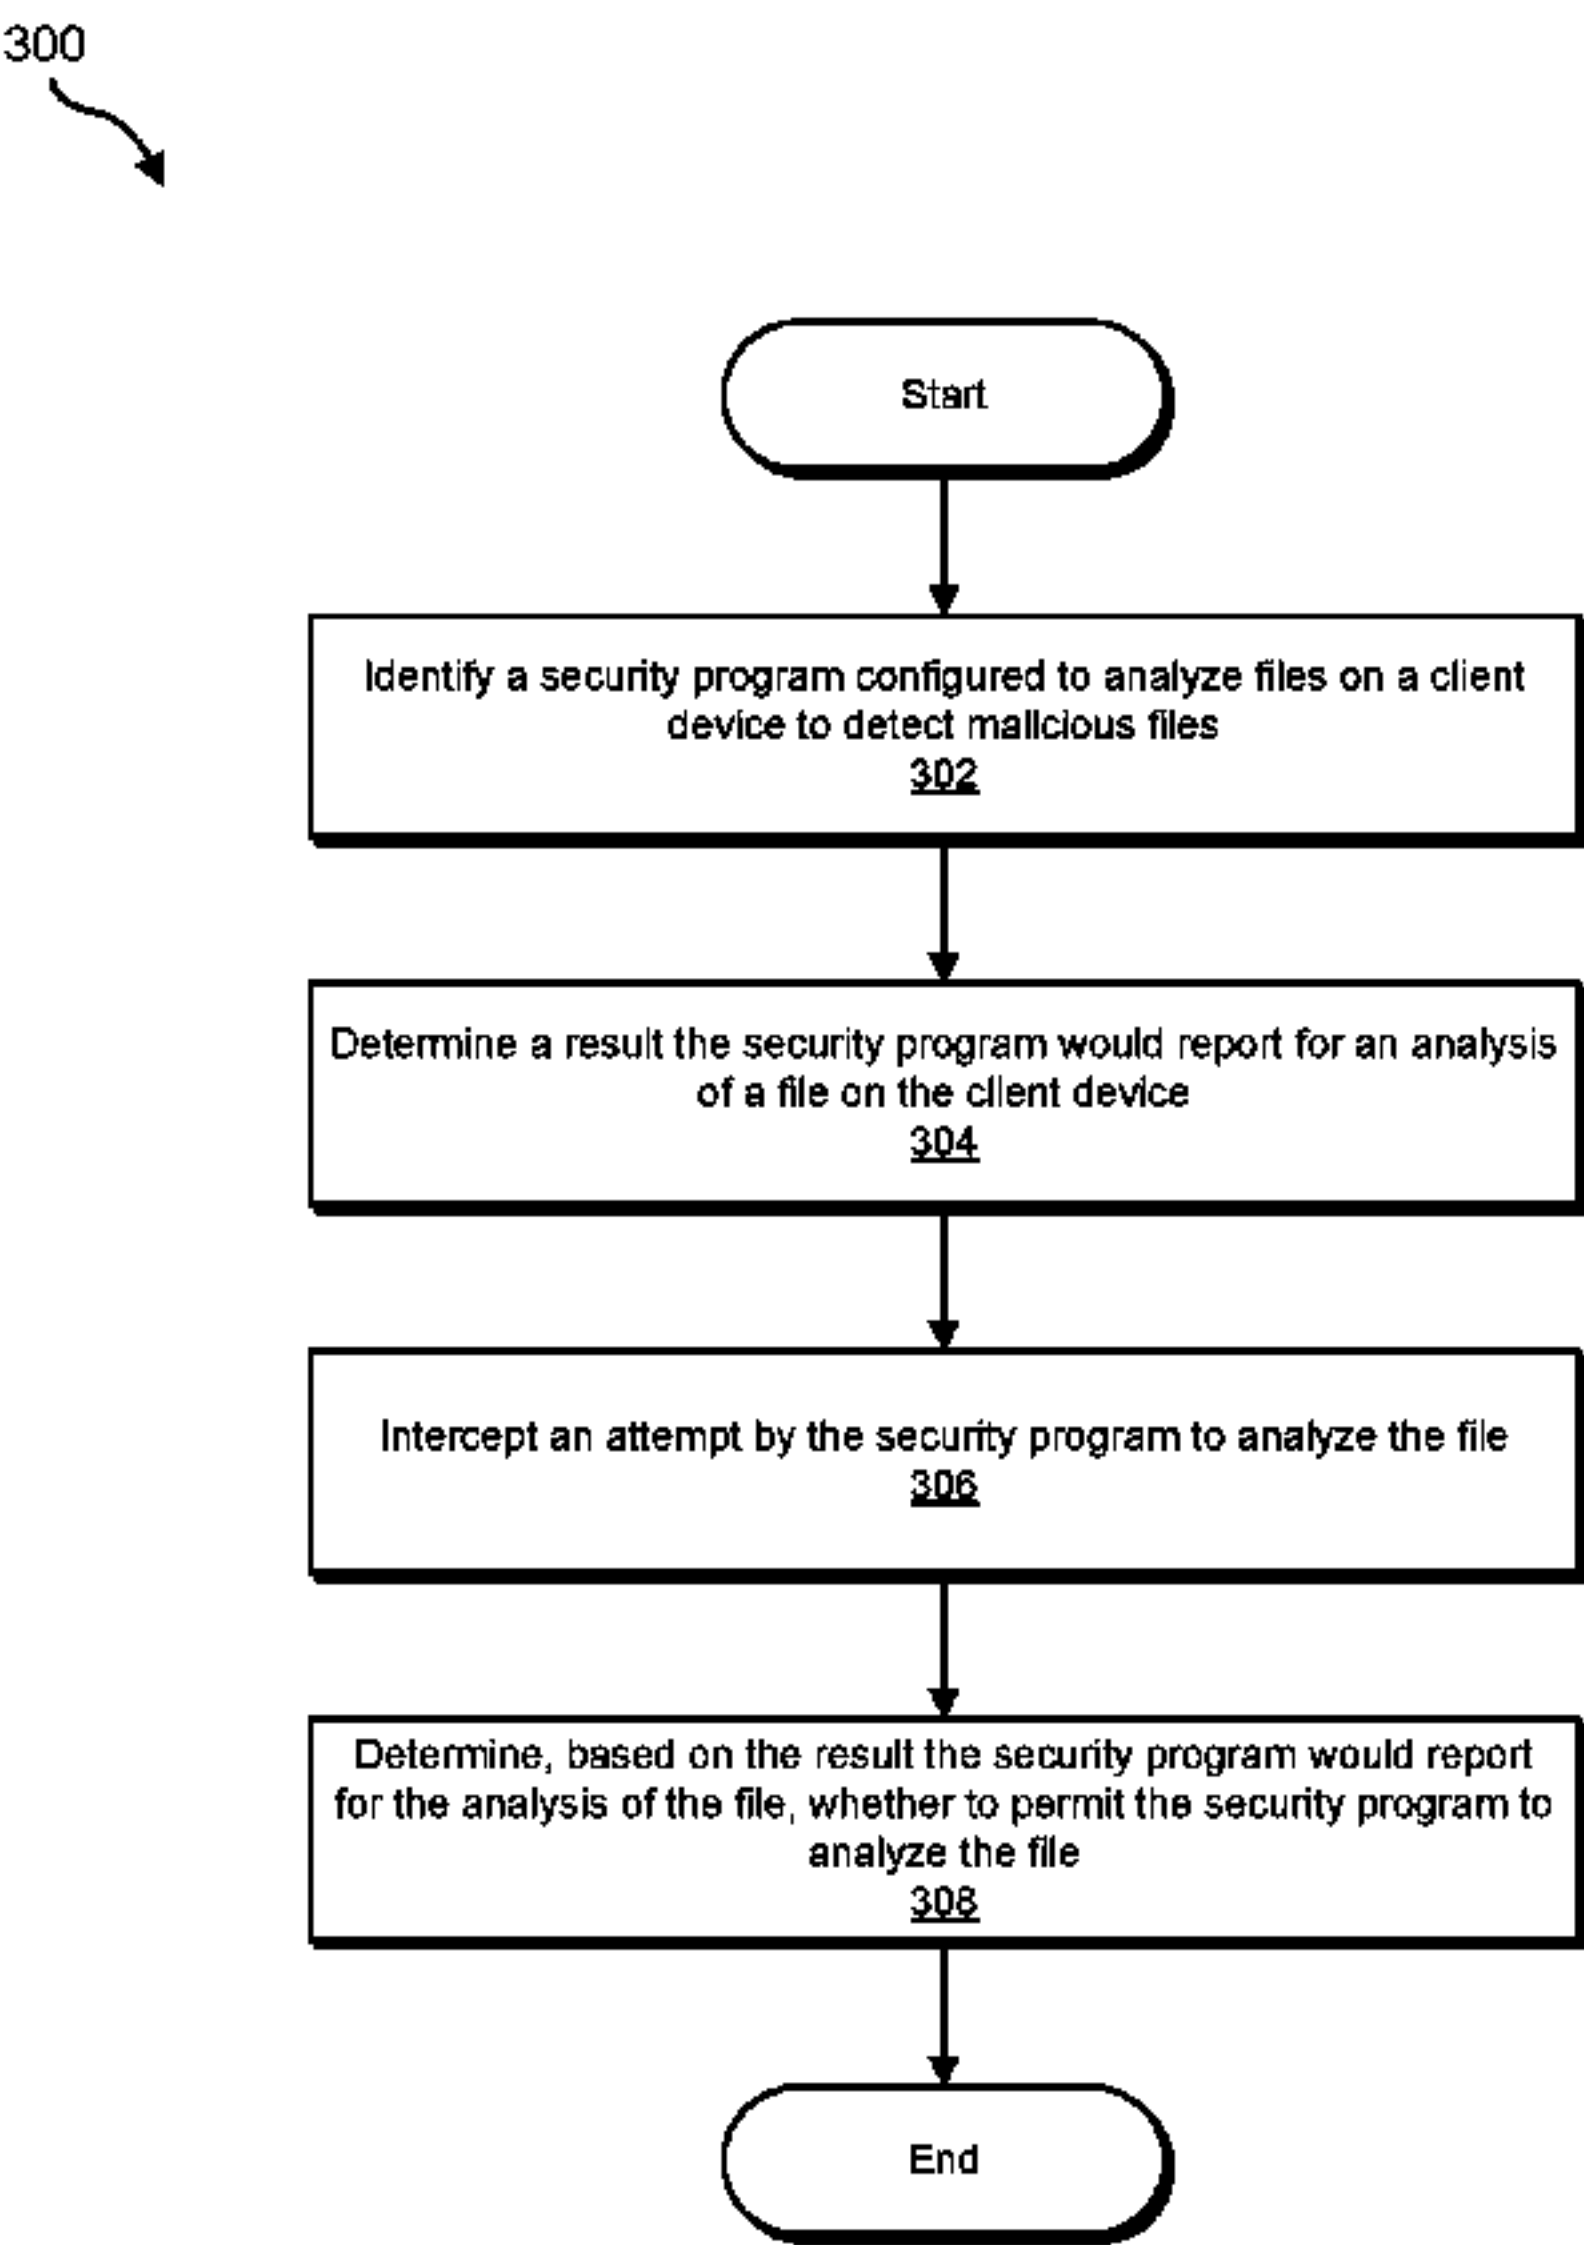 300
Start
Identify a security program configured to analyze files on a client
device to detect malicious files
302
Determine a result the security program would report for an analysis
of a file on the client device
304
Intercept an attempt by the security program to analyze the file
306
Determine, based on the result the security program would report
for the analysis of the file, whether to permit the security program to
analyze the file
308
End